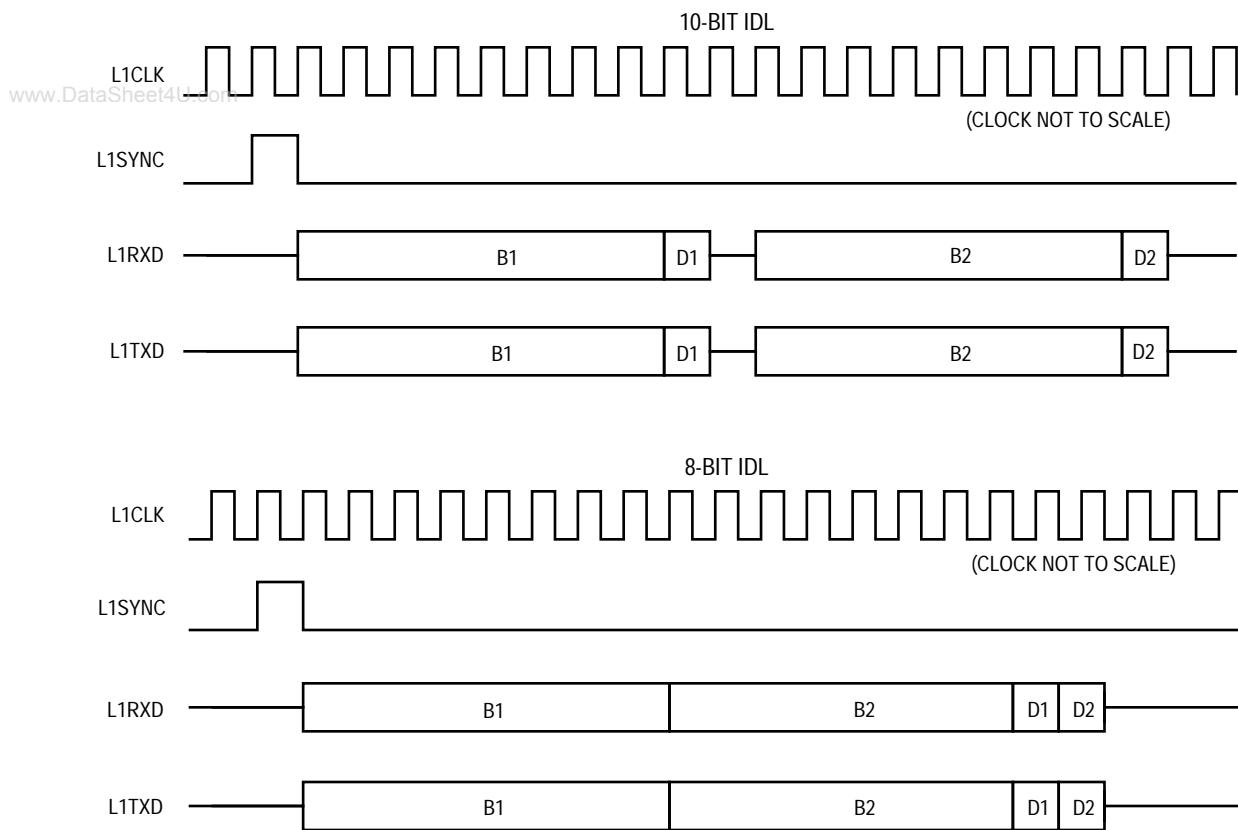 10-BIT IDL
L1CLK
www.DataSheet4U.com
(CLOCK NOT TO SCALE)
L1SYNC
L1RXD B1 D1 B2 D2
L1TXD B1 D1 B2 D2
8-BIT IDL
L1CLK
(CLOCK NOT TO SCALE)
L1SYNC
L1RXD B1 B2 D1 D2
L1TXD B1 B2 D1 D2